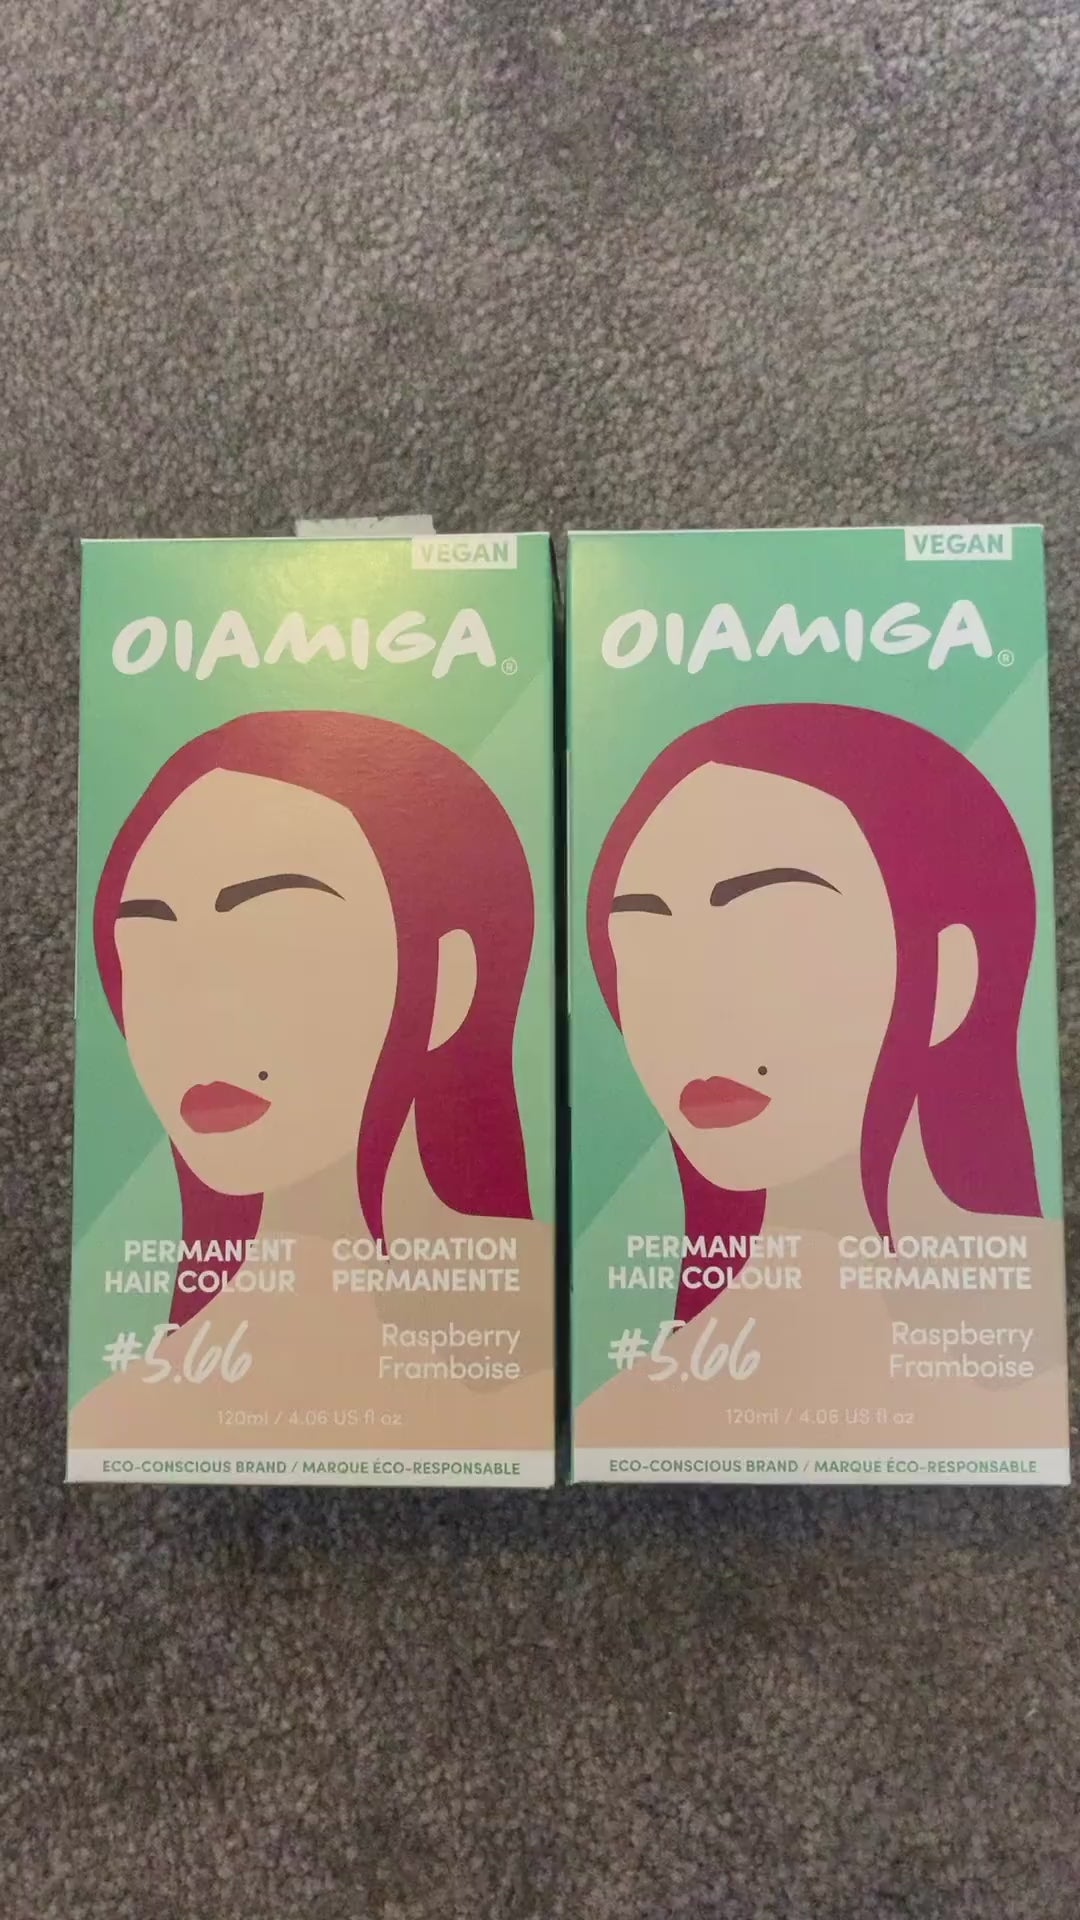 VEGAN
OIAMIGA®
PERMANENT
HAIR COLOUR
COLORATION
PERMANENTE
#5.66
Raspberry
Framboise
120ml / 4.06 US fl oz
ECO-CONSCIOUS BRAND / MARQUE ÉCO-RESPONSABLE
VEGAN
OIAMIGA®
PERMANENT
HAIR COLOUR
COLORATION
PERMANENTE
#5.66
Raspberry
Framboise
120ml / 4.06 US fl oz
ECO-CONSCIOUS BRAND / MARQUE ÉCO-RESPONSABLE